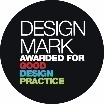 DESIGN
MARK
AWARDED FOR
GOOD
DESIGN
PRACTICE